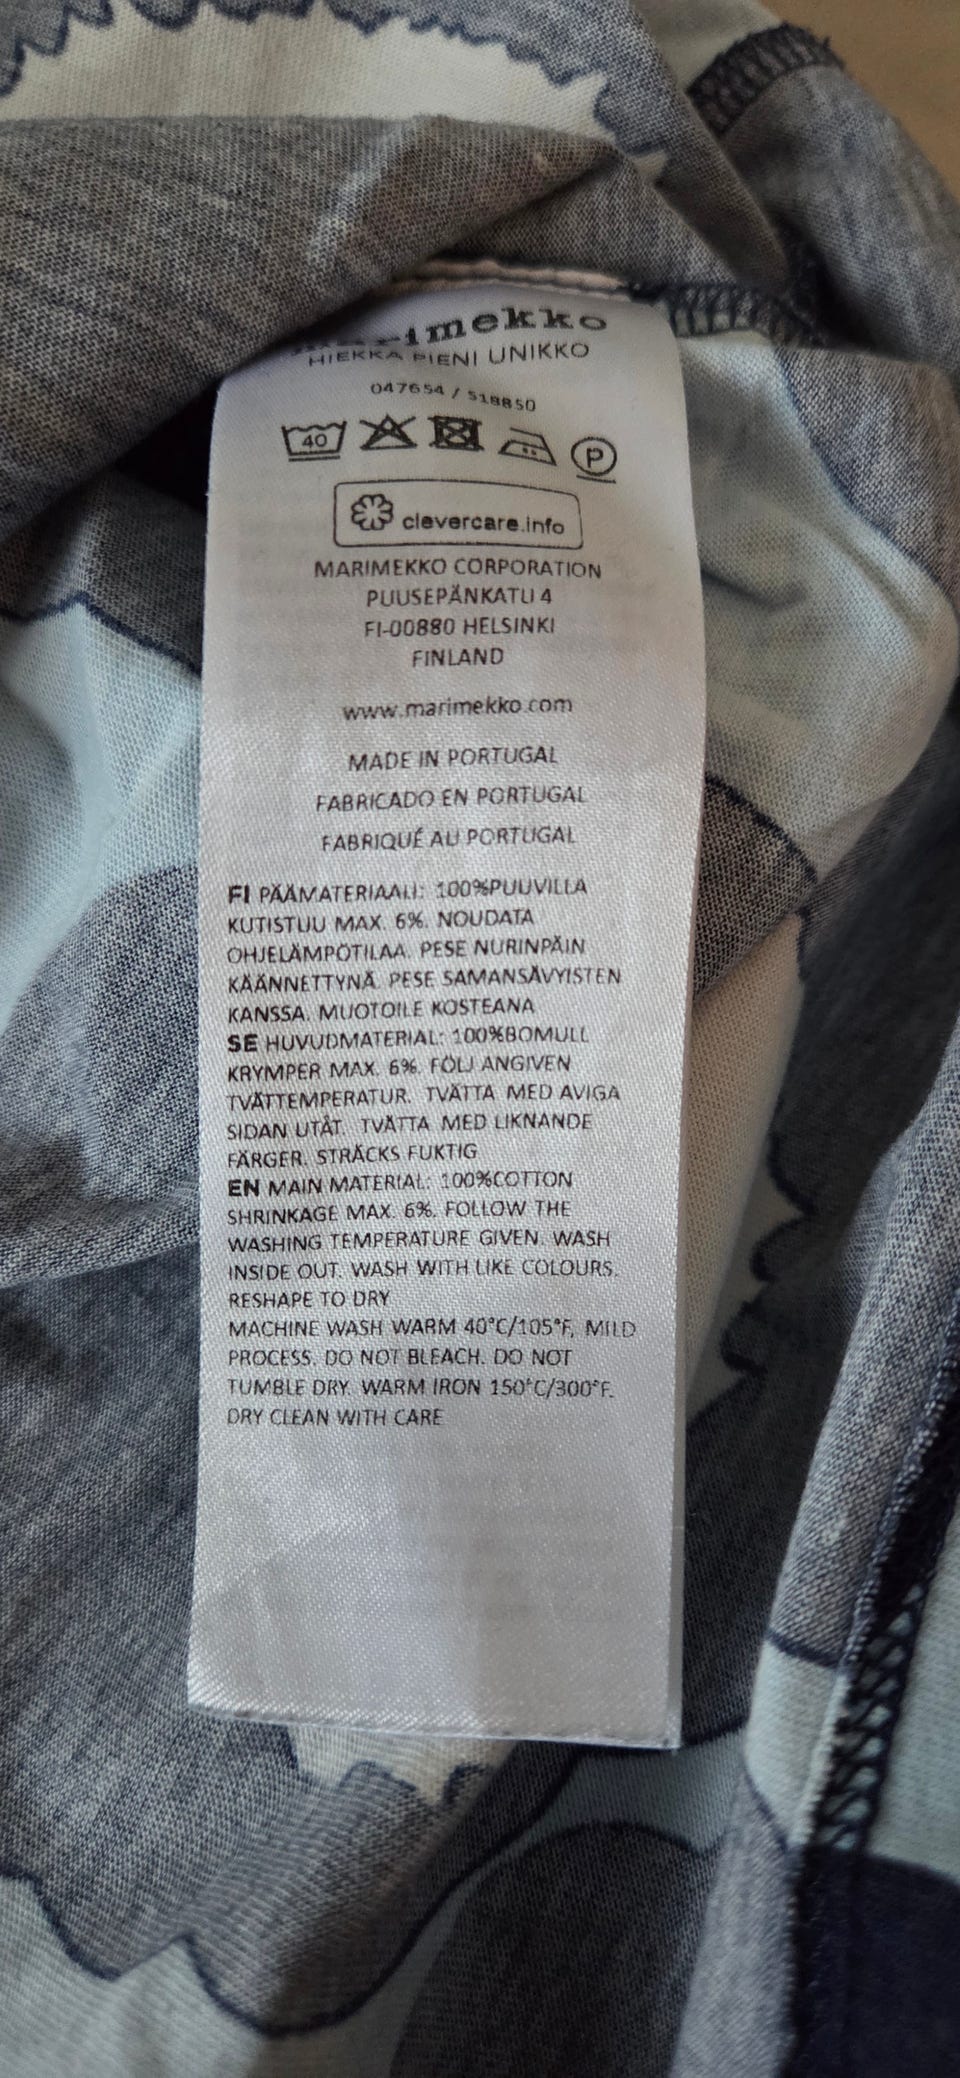 marimekko
HIEKKA PIENI UNIKKO
047654 / 518850
40 P
clevercare.info
MARIMEKKO CORPORATION
PUUSEPÄNKATU 4
FI-00880 HELSINKI
FINLAND
www.marimekko.com
MADE IN PORTUGAL
FABRICADO EN PORTUGAL
FABRIQUÉ AU PORTUGAL
FI PÄÄMATERIAALI: 100%PUUVILLA
KUTISTUU MAX. 6%. NOUDATA
OHJELÄMPÖTILAA. PESE NURINPÄIN
KÄÄNNETTYNÄ. PESE SAMANSÄVYISTEN
KANSSA. MUOTOILE KOSTEANA
SE HUVUDMATERIAL: 100%BOMULL
KRYMPER MAX. 6%. FÖLJ ANGIVEN
TVÄTTEMPERATUR. TVÄTTA MED AVIGA
SIDAN UTÅT. TVÄTTA MED LIKNANDE
FÄRGER. STRÄCKS FUKTIG
EN MAIN MATERIAL: 100%COTTON
SHRINKAGE MAX. 6%. FOLLOW THE
WASHING TEMPERATURE GIVEN. WASH
INSIDE OUT. WASH WITH LIKE COLOURS.
RESHAPE TO DRY
MACHINE WASH WARM 40°C/105°F, MILD
PROCESS. DO NOT BLEACH. DO NOT
TUMBLE DRY. WARM IRON 150°C/300°F.
DRY CLEAN WITH CARE